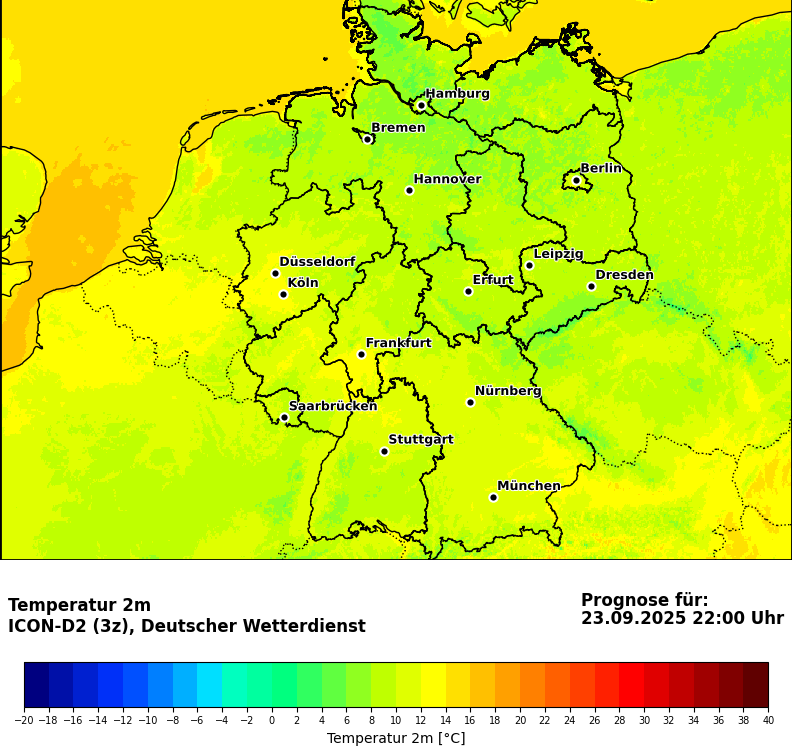 Hamburg
Bremen
Berlin
Hannover
Leipzig
Düsseldorf
Dresden
Köln
Erfurt
Frankfurt
Nürnberg
Saarbrücken
Stuttgart
München
Temperatur 2m
ICON-D2 (3z), Deutscher Wetterdienst
Prognose für:
23.09.2025 22:00 Uhr
−20 −18 −16 −14 −12 −10 −8 −6 −4 −2 0 2 4 6 8 10 12 14 16 18 20 22 24 26 28 30 32 34 36 38 40
Temperatur 2m [°C]